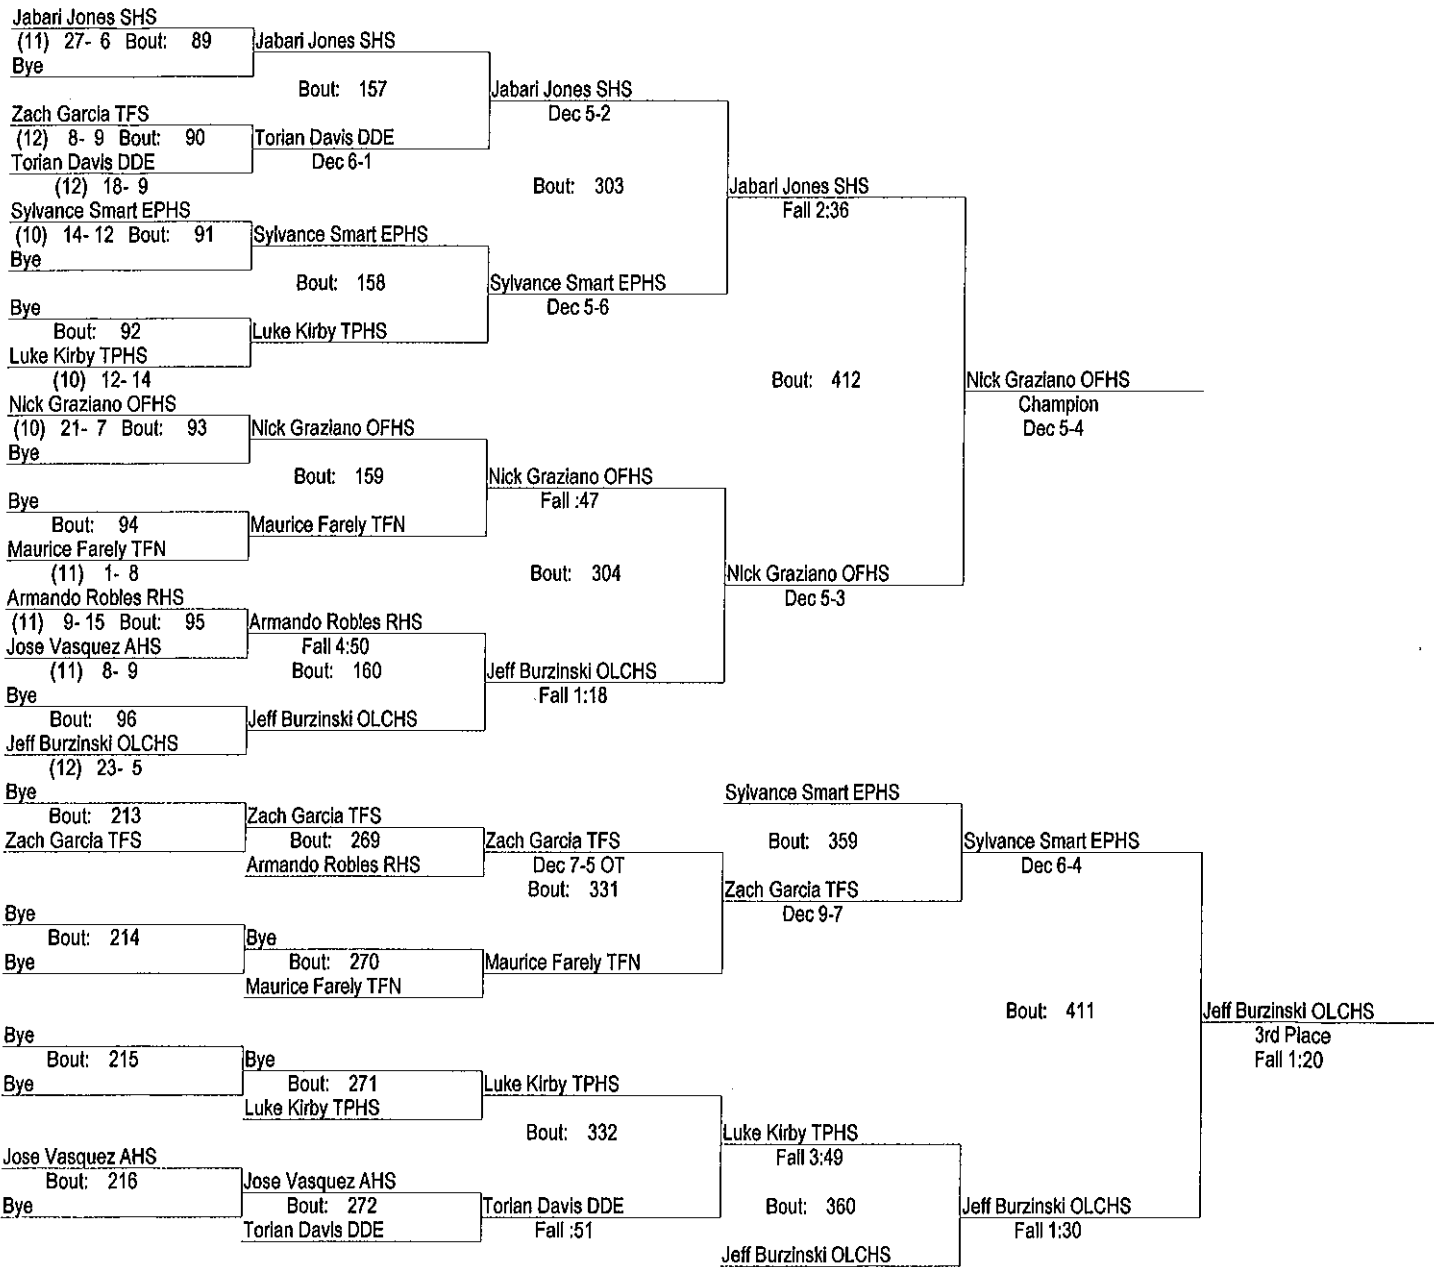 Jabari Jones SHS
(11) 27- 6 Bout: 89
Bye
Jabari Jones SHS
Bout: 157
Zach Garcia TFS
(12) 8- 9 Bout: 90
Torian Davis DDE
(12) 18- 9
Torian Davis DDE
Dec 6-1
Jabari Jones SHS
Dec 5-2
Bout: 303
Sylvance Smart EPHS
(10) 14- 12 Bout: 91
Bye
Sylvance Smart EPHS
Bout: 158
Bye
Bout: 92
Luke Kirby TPHS
(10) 12- 14
Luke Kirby TPHS
Sylvance Smart EPHS
Dec 5-6
Jabari Jones SHS
Fall 2:36
Bout: 412
Nick Graziano OFHS
Champion
Dec 5-4
Nick Graziano OFHS
(10) 21- 7 Bout: 93
Bye
Nick Graziano OFHS
Bout: 159
Bye
Bout: 94
Maurice Farely TFN
(11) 1- 8
Maurice Farely TFN
Nick Graziano OFHS
Fall :47
Bout: 304
Nick Graziano OFHS
Dec 5-3
Armando Robles RHS
(11) 9- 15 Bout: 95
Jose Vasquez AHS
(11) 8- 9
Armando Robles RHS
Fall 4:50
Bout: 160
Bye
Bout: 96
Jeff Burzinski OLCHS
(12) 23- 5
Jeff Burzinski OLCHS
Jeff Burzinski OLCHS
Fall 1:18
Bye
Bout: 213
Zach Garcia TFS
Zach Garcia TFS
Bout: 269
Armando Robles RHS
Zach Garcia TFS
Dec 7-5 OT
Bout: 331
Bye
Bout: 214
Bye
Bye
Bout: 270
Maurice Farely TFN
Maurice Farely TFN
Sylvance Smart EPHS
Bout: 359
Zach Garcia TFS
Dec 9-7
Sylvance Smart EPHS
Dec 6-4
Bout: 411
Jeff Burzinski OLCHS
3rd Place
Fall 1:20
Bye
Bout: 215
Bye
Bye
Bout: 271
Luke Kirby TPHS
Luke Kirby TPHS
Bout: 332
Jose Vasquez AHS
Bout: 216
Bye
Jose Vasquez AHS
Bout: 272
Torian Davis DDE
Torian Davis DDE
Fall :51
Luke Kirby TPHS
Fall 3:49
Bout: 360
Jeff Burzinski OLCHS
Jeff Burzinski OLCHS
Fall 1:30